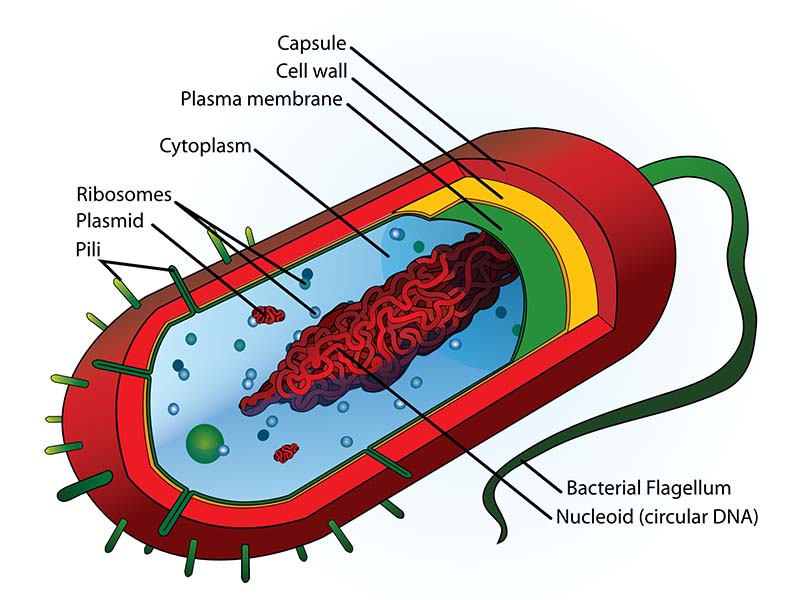 Capsule
Cell wall
Plasma membrane
Cytoplasm
Ribosomes
Plasmid
Pili
Bacterial Flagellum
Nucleoid (circular DNA)